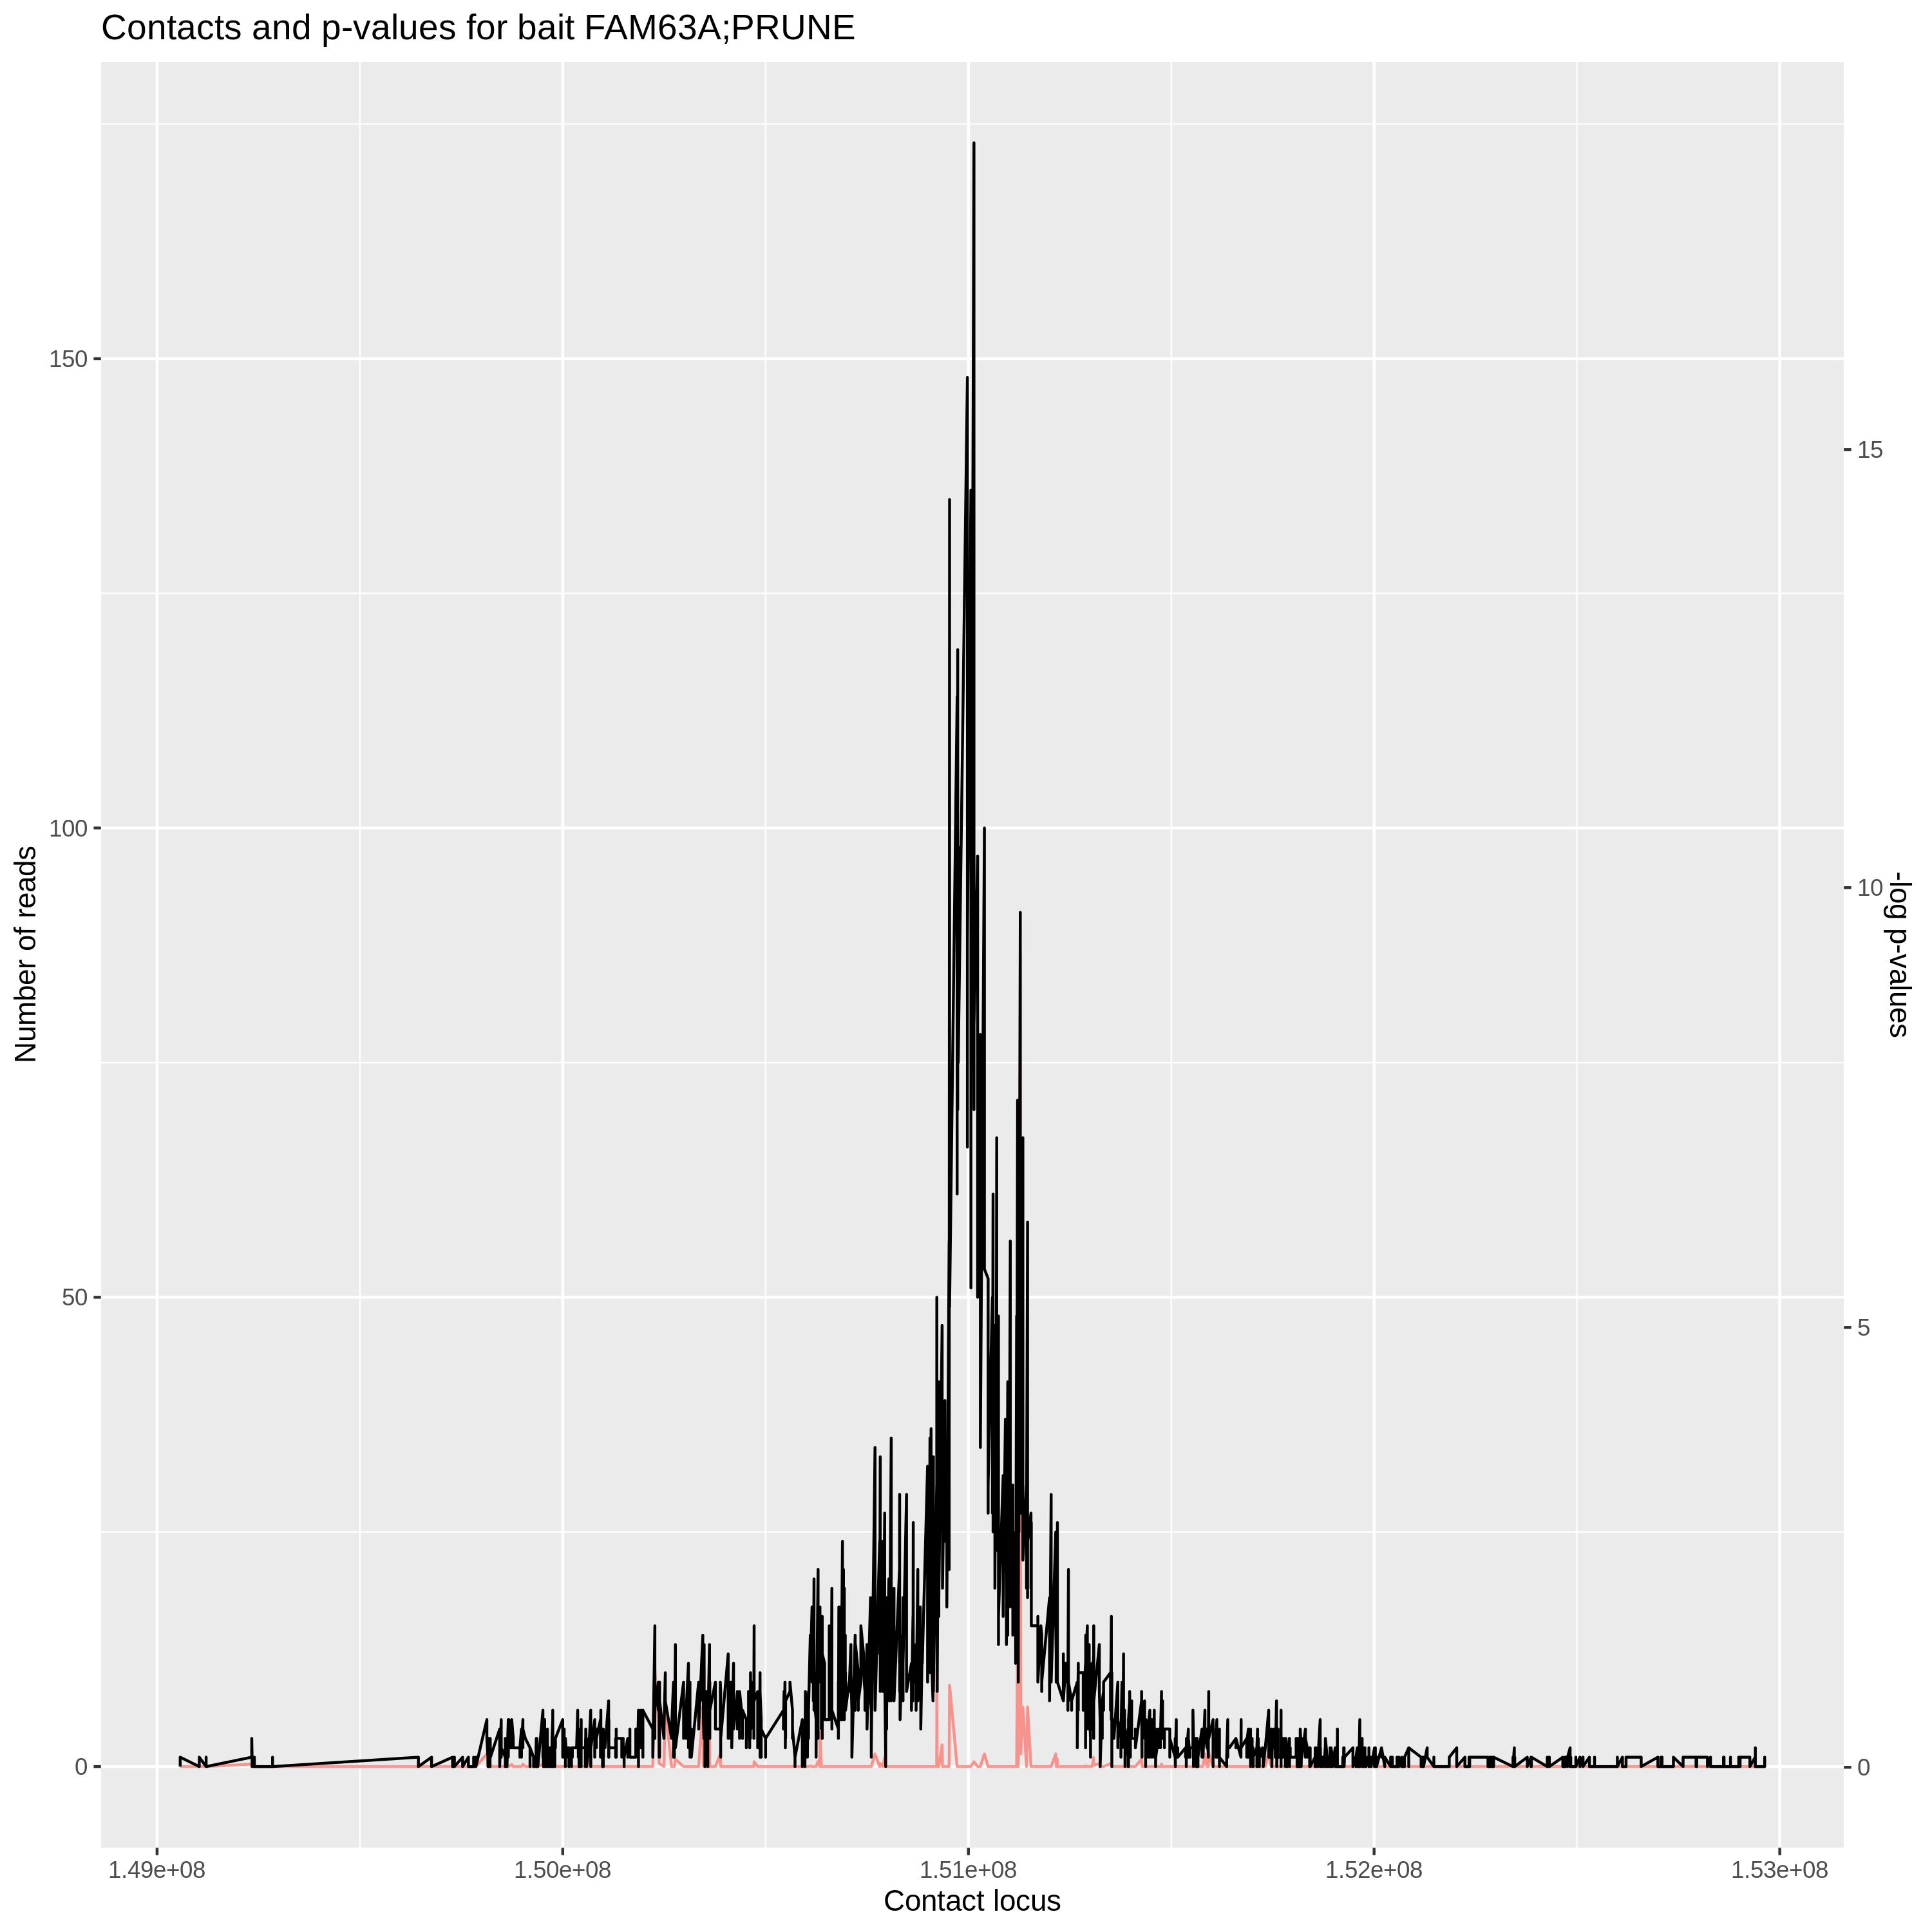 Contacts and p-values for bait FAM63A;PRUNE
Number of reads
150
100
50
0
15
10
5
0
-log p-values
1.49e+08 1.50e+08 1.51e+08 1.52e+08 1.53e+08
Contact locus